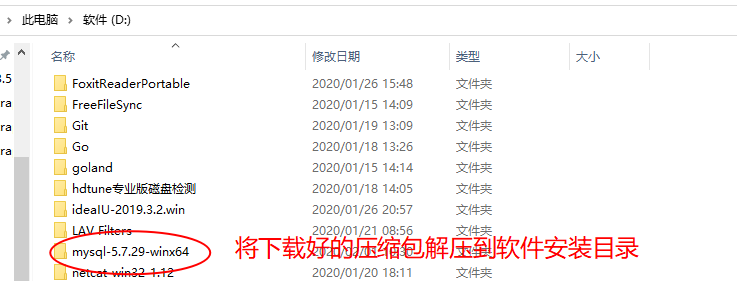 此电脑 > 软件 (D:)
名称 修改日期 类型 大小
FoxitReaderPortable 2020/01/26 15:48 文件夹
FreeFileSync 2020/01/15 14:09 文件夹
Git 2020/01/19 13:09 文件夹
Go 2020/01/18 13:26 文件夹
goland 2020/01/15 14:14 文件夹
hdtune专业版磁盘检测 2020/01/18 14:05 文件夹
ideaIU-2019.3.2.win 2020/01/26 20:57 文件夹
LAV Filters 2020/01/21 08:56 文件夹
mysql-5.7.29-winx64 文件夹
将下载好的压缩包解压到软件安装目录
netcat-win32-1.12 2020/01/20 18:11 文件夹
3.5
ra
ra
ra